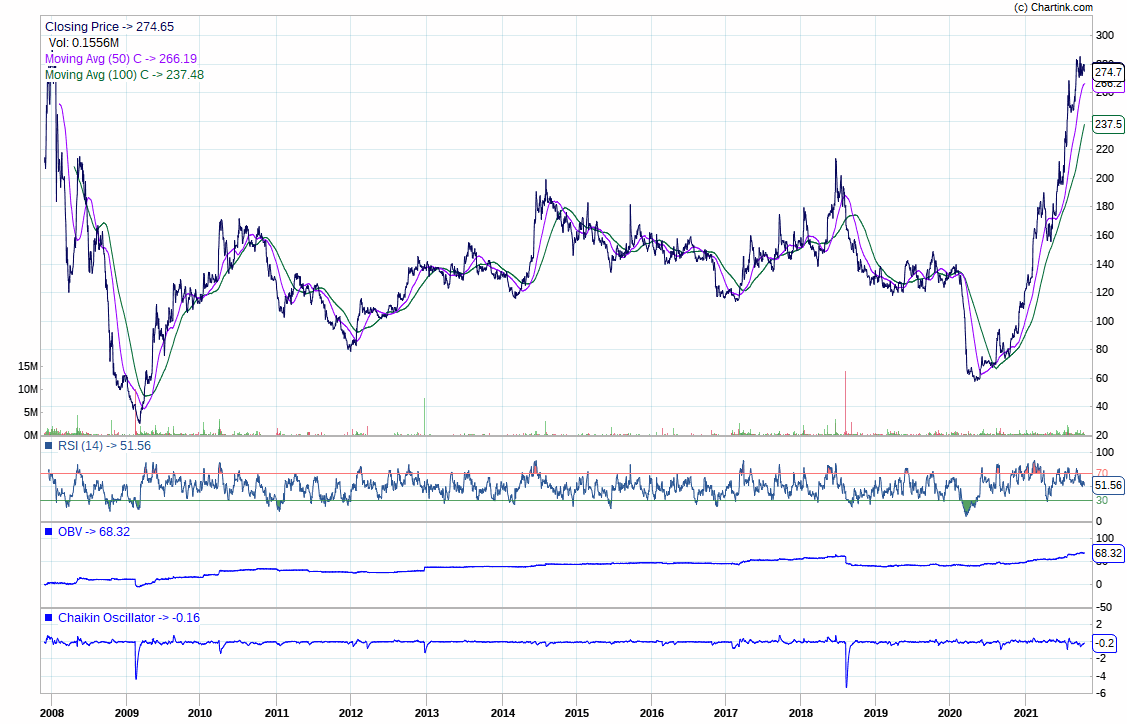 (c) Chartink.com
Closing Price -> 274.65
Vol: 0.1556M
Moving Avg (50) C -> 266.19
Moving Avg (100) C -> 237.48
300
274.7
266.2
237.5
220
200
180
160
140
120
100
80
60
40
20
15M
10M
5M
0M
RSI (14) -> 51.56
100
70
51.56
30
0
OBV -> 68.32
100
68.32
0
-50
Chaikin Oscillator -> -0.16
2
-0.2
-2
-4
-6
2008 2009 2010 2011 2012 2013 2014 2015 2016 2017 2018 2019 2020 2021